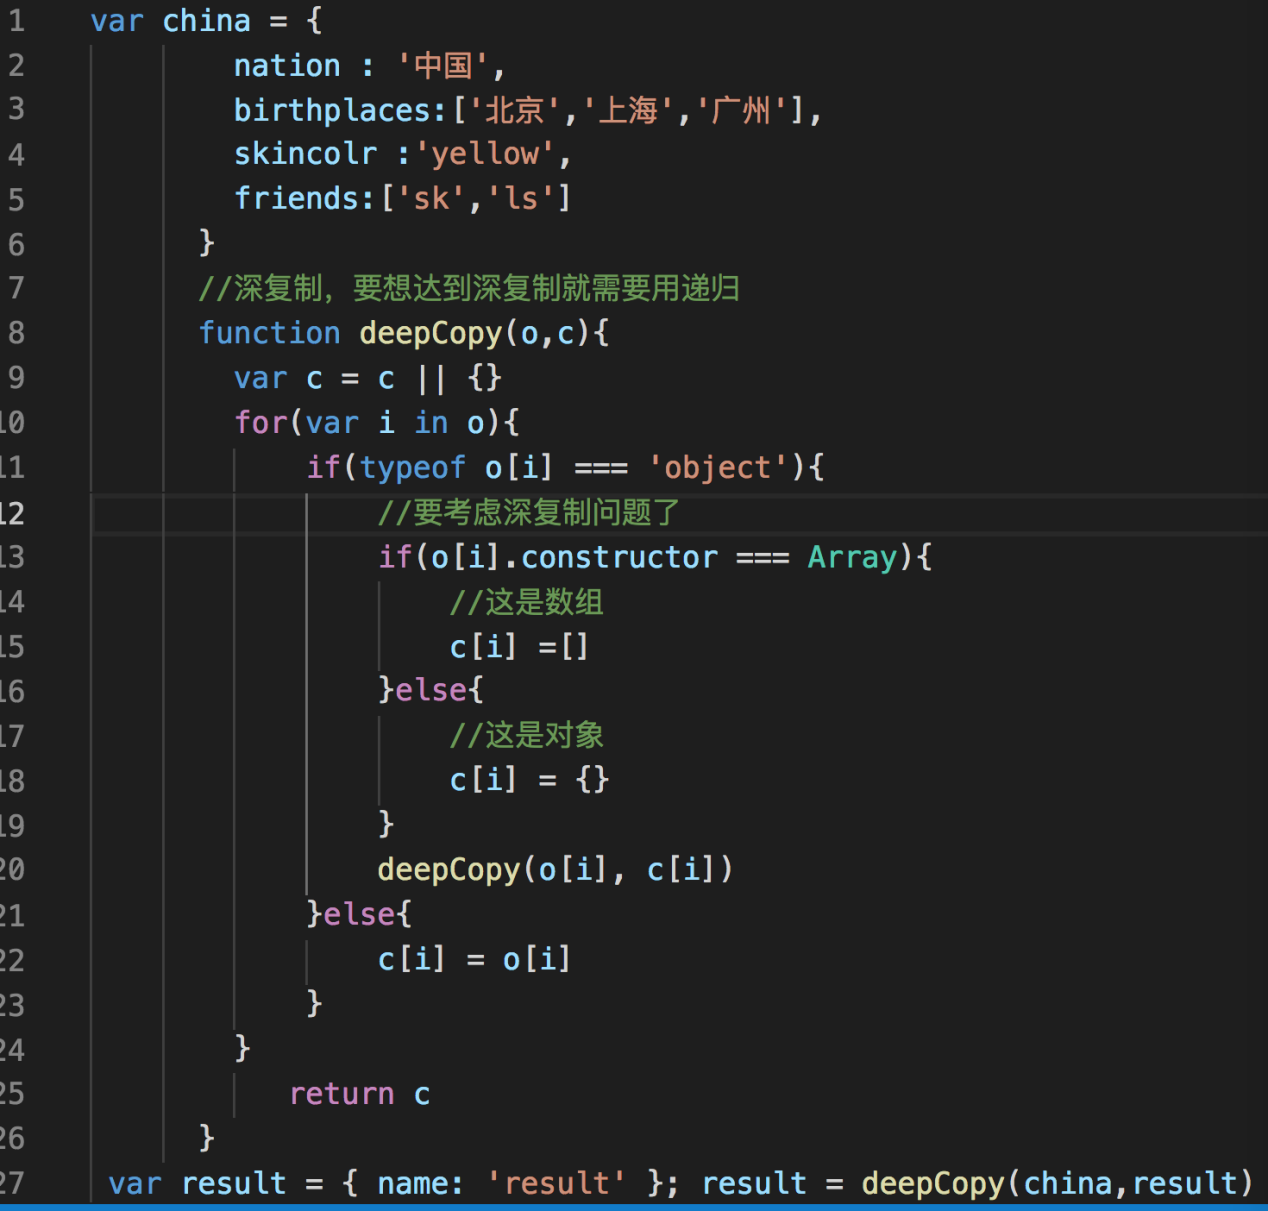 1 var china = {
2 nation : '中国',
3 birthplaces:['北京','上海','广州'],
4 skincolr :'yellow',
5 friends:['sk','ls']
6 }
7 //深复制，要想达到深复制就需要用递归
8 function deepCopy(o,c){
9 var c = c || {}
10 for(var i in o){
11 if(typeof o[i] === 'object'){
12 //要考虑深复制问题了
13 if(o[i].constructor === Array){
14 //这是数组
15 c[i] =[]
16 }else{
17 //这是对象
18 c[i] = {}
19 }
20 deepCopy(o[i], c[i])
21 }else{
22 c[i] = o[i]
23 }
24 }
25 return c
26 }
27 var result = { name: 'result' }; result = deepCopy(china,result)